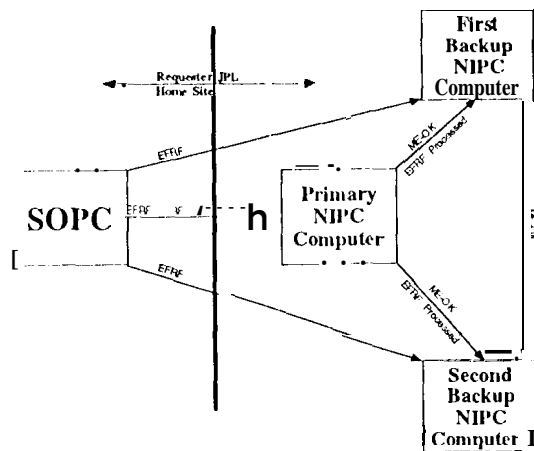 First
Backup
NIPC
Computer
Requester JPL
Home Site
EFRF
ME-OK
EFRF Processed
SOPC
EFRF
h
Primary
NIPC
Computer
EFRF
ME-OK
EFRF Processed
Second
Backup
NIPC
Computer